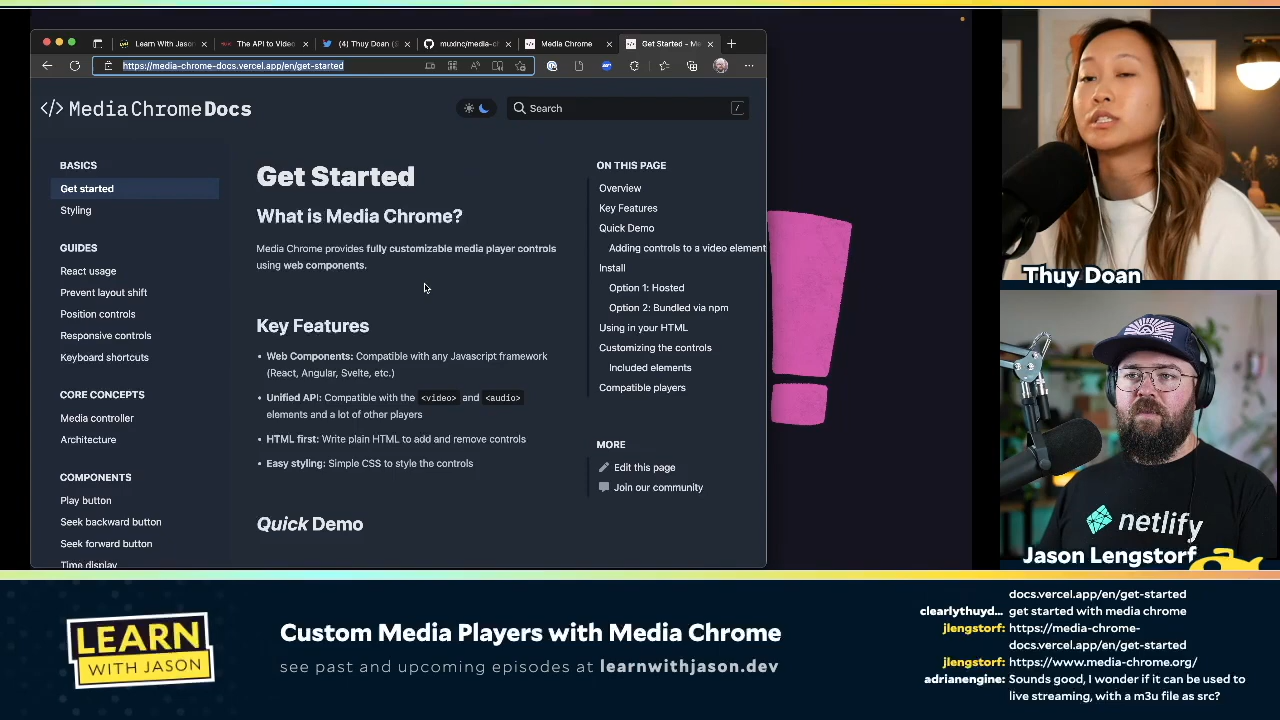 Learn With Jason
The API to Video
(4) Thuy Doan (
muxinc/media-c
Media Chrome
Get Started - M
https://media-chrome-docs.vercel.app/en/get-started
</> MediaChromeDocs
Search
/
BASICS
Get started
Styling
GUIDES
React usage
Prevent layout shift
Position controls
Responsive controls
Keyboard shortcuts
CORE CONCEPTS
Media controller
Architecture
COMPONENTS
Play button
Seek backward button
Seek forward button
Time display
Get Started
What is Media Chrome?
Media Chrome provides fully customizable media player controls
using web components.
Key Features
• Web Components: Compatible with any Javascript framework
(React, Angular, Svelte, etc.)
• Unified API: Compatible with the <video> and <audio>
elements and a lot of other players
• HTML first: Write plain HTML to add and remove controls
• Easy styling: Simple CSS to style the controls
Quick Demo
ON THIS PAGE
Overview
Key Features
Quick Demo
Adding controls to a video element
Install
Option 1: Hosted
Option 2: Bundled via npm
Using in your HTML
Customizing the controls
Included elements
Compatible players
MORE
Edit this page
Join our community
!
Thuy Doan
netlify
Jason Lengstorf
LEARN
WITH JASON
Custom Media Players with Media Chrome
see past and upcoming episodes at learnwithjason.dev
docs.vercel.app/en/get-started
clearlythuyd... get started with media chrome
jlengstorf: https://media-chrome-
docs.vercel.app/en/get-started
jlengstorf: https://www.media-chrome.org/
adrianengine: Sounds good, I wonder if it can be used to
live streaming, with a m3u file as src?